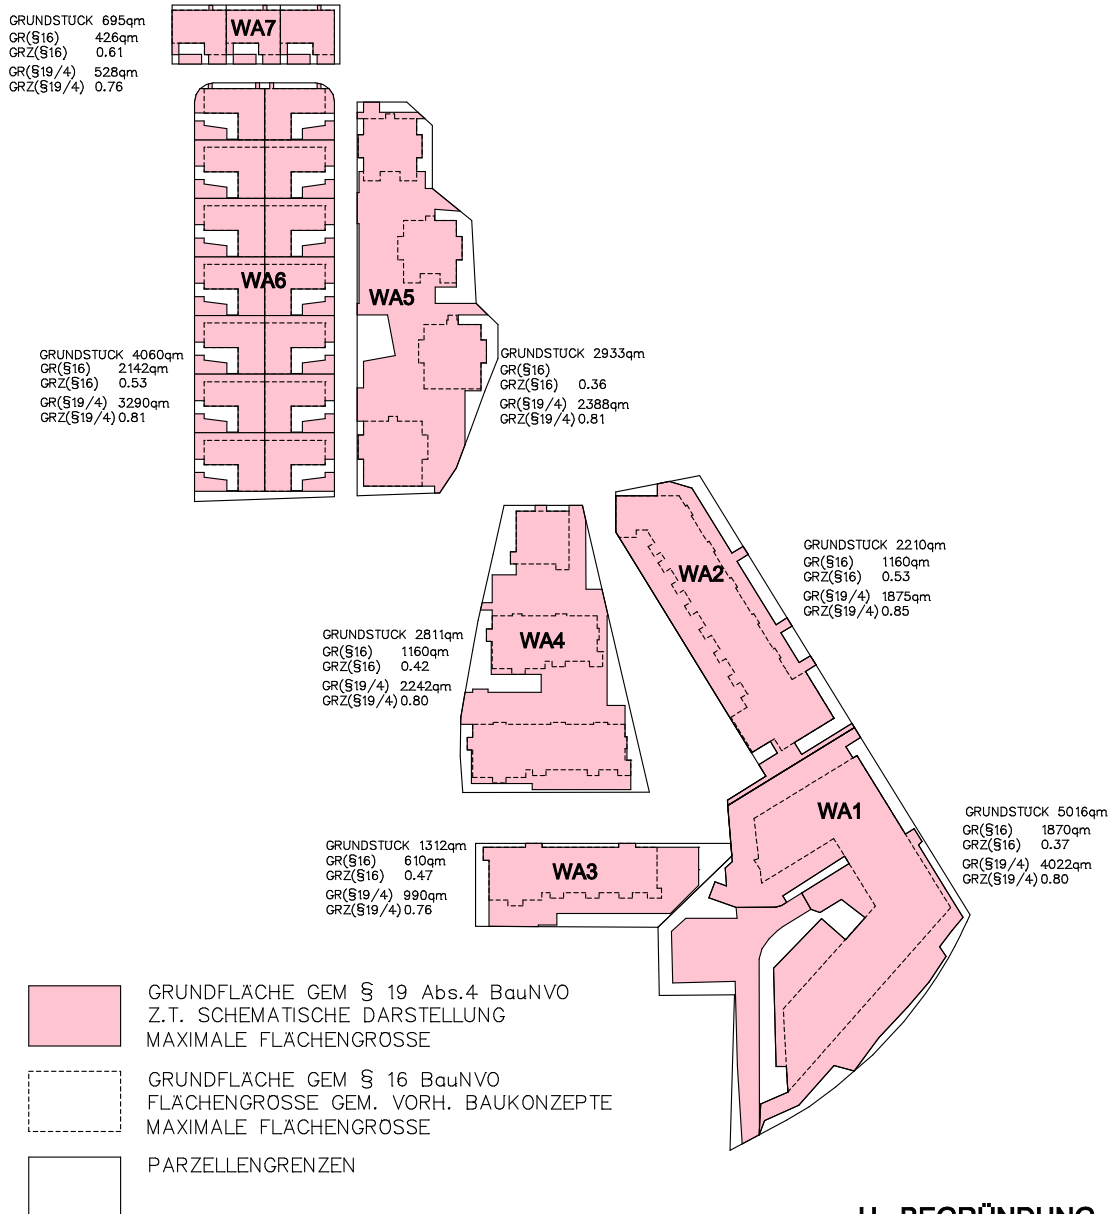 GRUNDSTÜCK 695qm
GR(§16) 426qm
GRZ(§16) 0.61
GR(§19/4) 528qm
GRZ(§19/4) 0.76
WA7
WA6
WA5
GRUNDSTÜCK 4060qm
GR(§16) 2142qm
GRZ(§16) 0.53
GR(§19/4) 3290qm
GRZ(§19/4) 0.81
GRUNDSTÜCK 2933qm
GR(§16)
GRZ(§16) 0.36
GR(§19/4) 2388qm
GRZ(§19/4) 0.81
WA2
GRUNDSTÜCK 2210qm
GR(§16) 1160qm
GRZ(§16) 0.53
GR(§19/4) 1875qm
GRZ(§19/4) 0.85
GRUNDSTÜCK 2811qm
GR(§16) 1160qm
GRZ(§16) 0.42
GR(§19/4) 2242qm
GRZ(§19/4) 0.80
WA4
WA1
GRUNDSTÜCK 5016qm
GR(§16) 1870qm
GRZ(§16) 0.37
GR(§19/4) 4022qm
GRZ(§19/4) 0.80
GRUNDSTÜCK 1312qm
GR(§16) 610qm
GRZ(§16) 0.47
GR(§19/4) 990qm
GRZ(§19/4) 0.76
WA3
GRUNDFLÄCHE GEM § 19 Abs.4 BauNVO
Z.T. SCHEMATISCHE DARSTELLUNG
MAXIMALE FLÄCHENGRÖSSE
GRUNDFLÄCHE GEM § 16 BauNVO
FLÄCHENGRÖSSE GEM. VORH. BAUKONZEPTE
MAXIMALE FLÄCHENGRÖSSE
PARZELLENGRENZEN
BEGRÜNDUNG